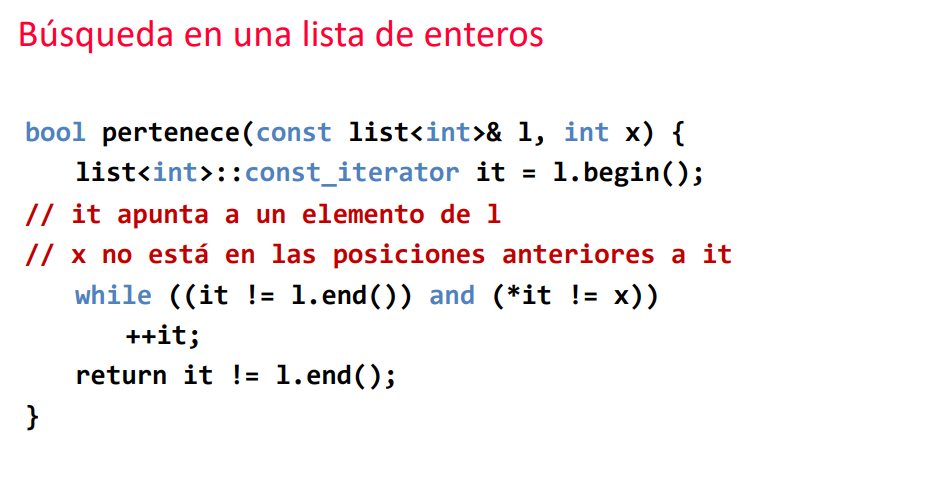 Búsqueda en una lista de enteros
bool pertenece(const list<int>& l, int x) {
list<int>::const_iterator it = l.begin();
// it apunta a un elemento de l
// x no está en las posiciones anteriores a it
while ((it != l.end()) and (*it != x))
++it;
return it != l.end();
}